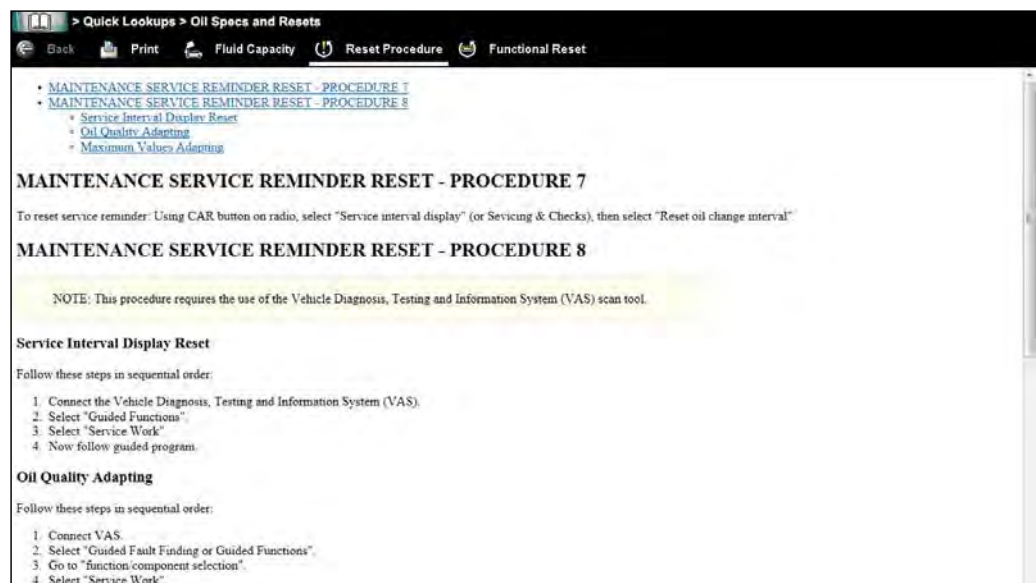 > Quick Lookups > Oil Specs and Resets
Back Print Fluid Capacity Reset Procedure Functional Reset
• MAINTENANCE SERVICE REMINDER RESET - PROCEDURE 7
• MAINTENANCE SERVICE REMINDER RESET - PROCEDURE 8
Service Interval Display Reset
Oil Quality Adapting
Maximum Values Adapting
MAINTENANCE SERVICE REMINDER RESET - PROCEDURE 7
To reset service reminder: Using CAR button on radio, select "Service interval display" (or Sevicing & Checks), then select "Reset oil change interval"
MAINTENANCE SERVICE REMINDER RESET - PROCEDURE 8
NOTE: This procedure requires the use of the Vehicle Diagnosis, Testing and Information System (VAS) scan tool.
Service Interval Display Reset
Follow these steps in sequential order:
1. Connect the Vehicle Diagnosis, Testing and Information System (VAS).
2. Select "Guided Functions".
3. Select "Service Work"
4. Now follow guided program.
Oil Quality Adapting
Follow these steps in sequential order:
1. Connect VAS.
2. Select "Guided Fault Finding or Guided Functions".
3. Go to "function/component selection".
4. Select "Service Work"